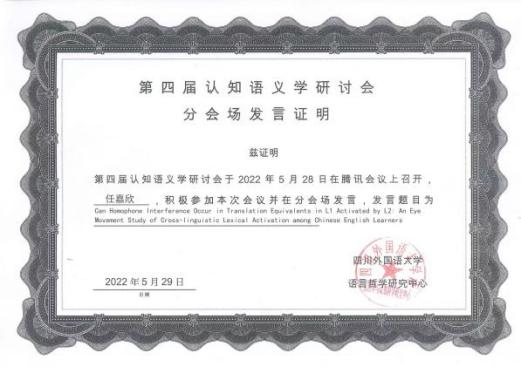 第四届认知语义学研讨会
分会场发言证明
兹证明
第四届认知语义学研讨会于 2022 年 5 月 28 日在腾讯会议上召开，
任嘉欣 ，积极参加本次会议并在分会场发言，发言题目为
Can Homophone Interference Occur in Translation Equivalents in L1 Activated by L2: An Eye
Movement Study of Cross-linguistic Lexical Activation among Chinese English Learners
四川外国语大学
语言哲学研究中心
2022 年 5 月 29 日
日期